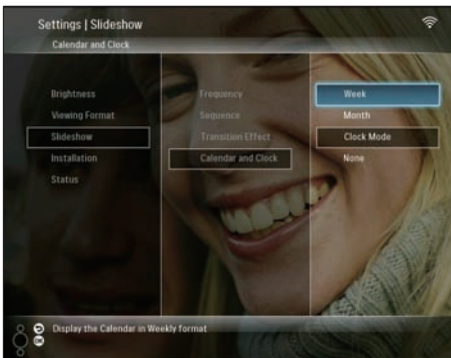 Settings | Slideshow
Calendar and Clock
Brightness
Viewing Format
Slideshow
Installation
Status
Frequency
Sequence
Transition Effect
Calendar and Clock
Week
Month
Clock Mode
None
OK
Display the Calendar in Weekly format